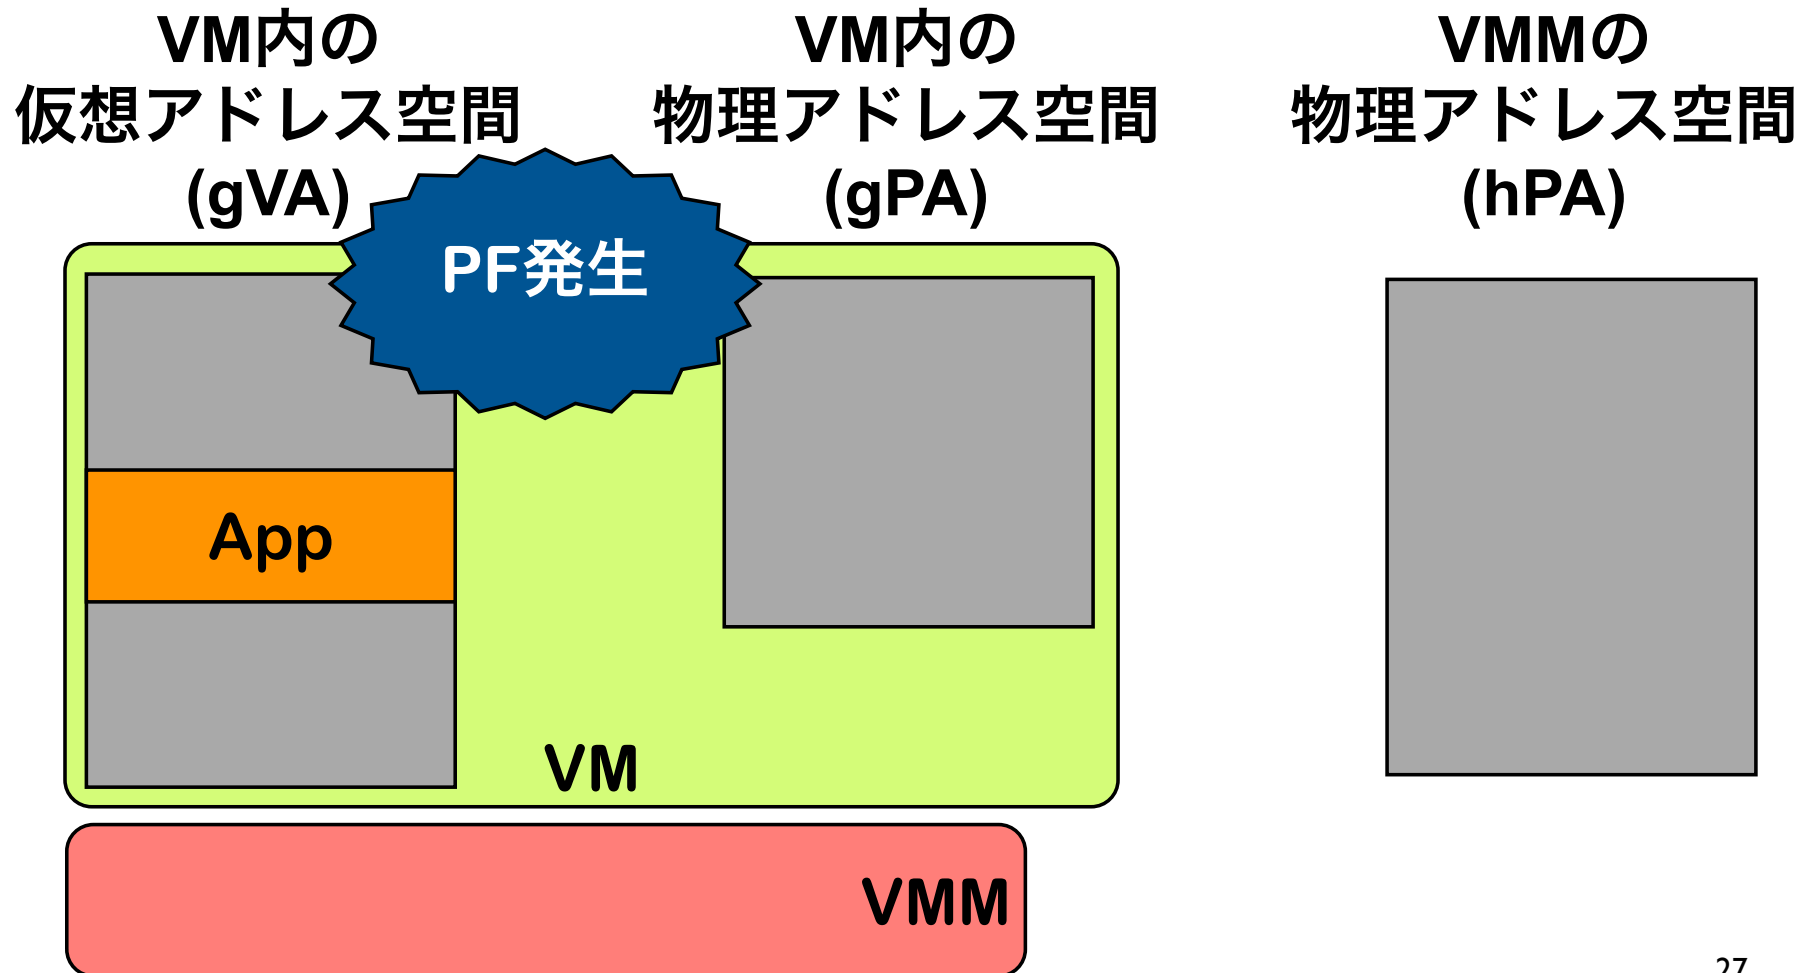 VM内の
仮想アドレス空間
(gVA)
VM内の
物理アドレス空間
(gPA)
VMMの
物理アドレス空間
(hPA)
PF発生
App
VM
VMM
27